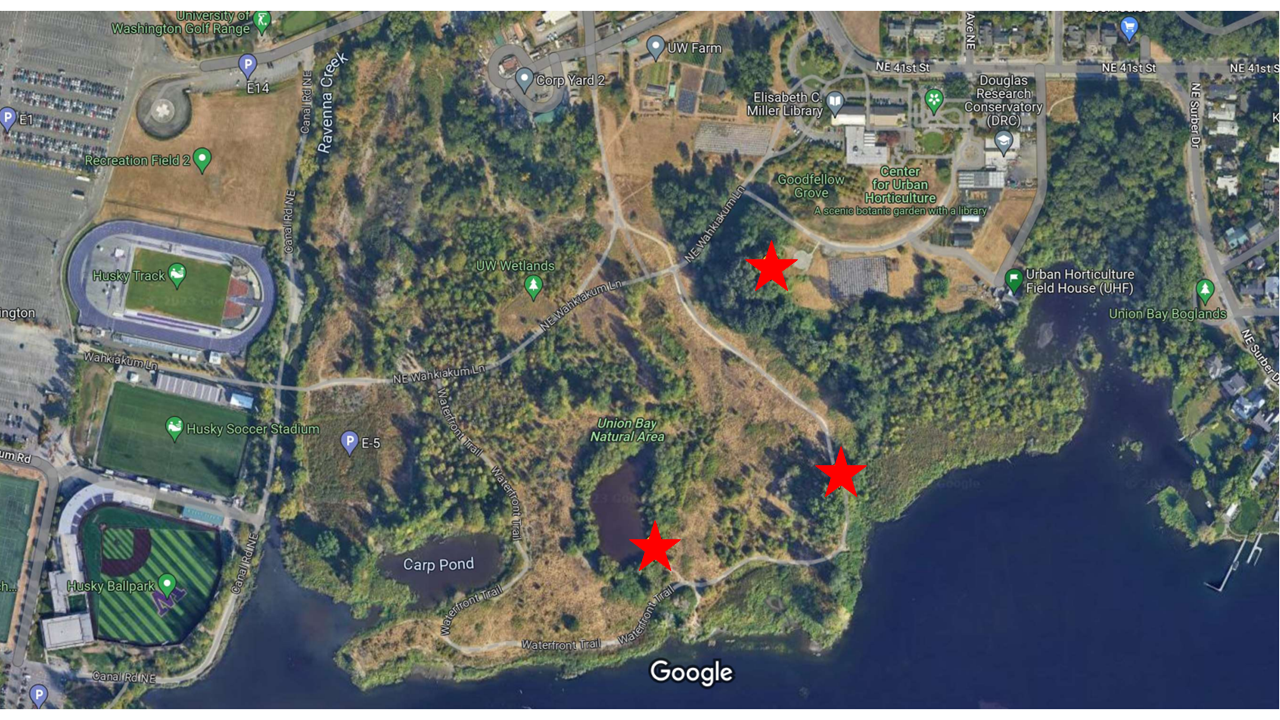 University of
Washington Golf Range
E14
E1
Canal Rd NE
Ravenna Creek
Corp Yard 2
UW Farm
Ave NE
NE 41st St
NE 41st St
NE 41st S
Elisabeth C.
Miller Library
Douglas
Research
Conservatory
(DRC)
NE Surber Dr
Recreation Field 2
Canal Rd NE
Goodfellow
Grove
Center
for Urban
Horticulture
A scenic botanic garden with a library
NE Wahkiakum Ln
Husky Track
UW Wetlands
NE Wahkiakum Ln
Urban Horticulture
Field House (UHF)
Union Bay Boglands
ington
NE Surber D
Wahkiakum Ln
NE Wahkiakum Ln
Waterfront Trail
Husky Soccer Stadium
E-5
Union Bay
Natural Area
um Rd
Waterfront Trail
Canal Rd NE
Carp Pond
Husky Ballpark
W
Waterfront Trail
Waterfront Trail
Waterfront Trail
Canal Rd NE
Google